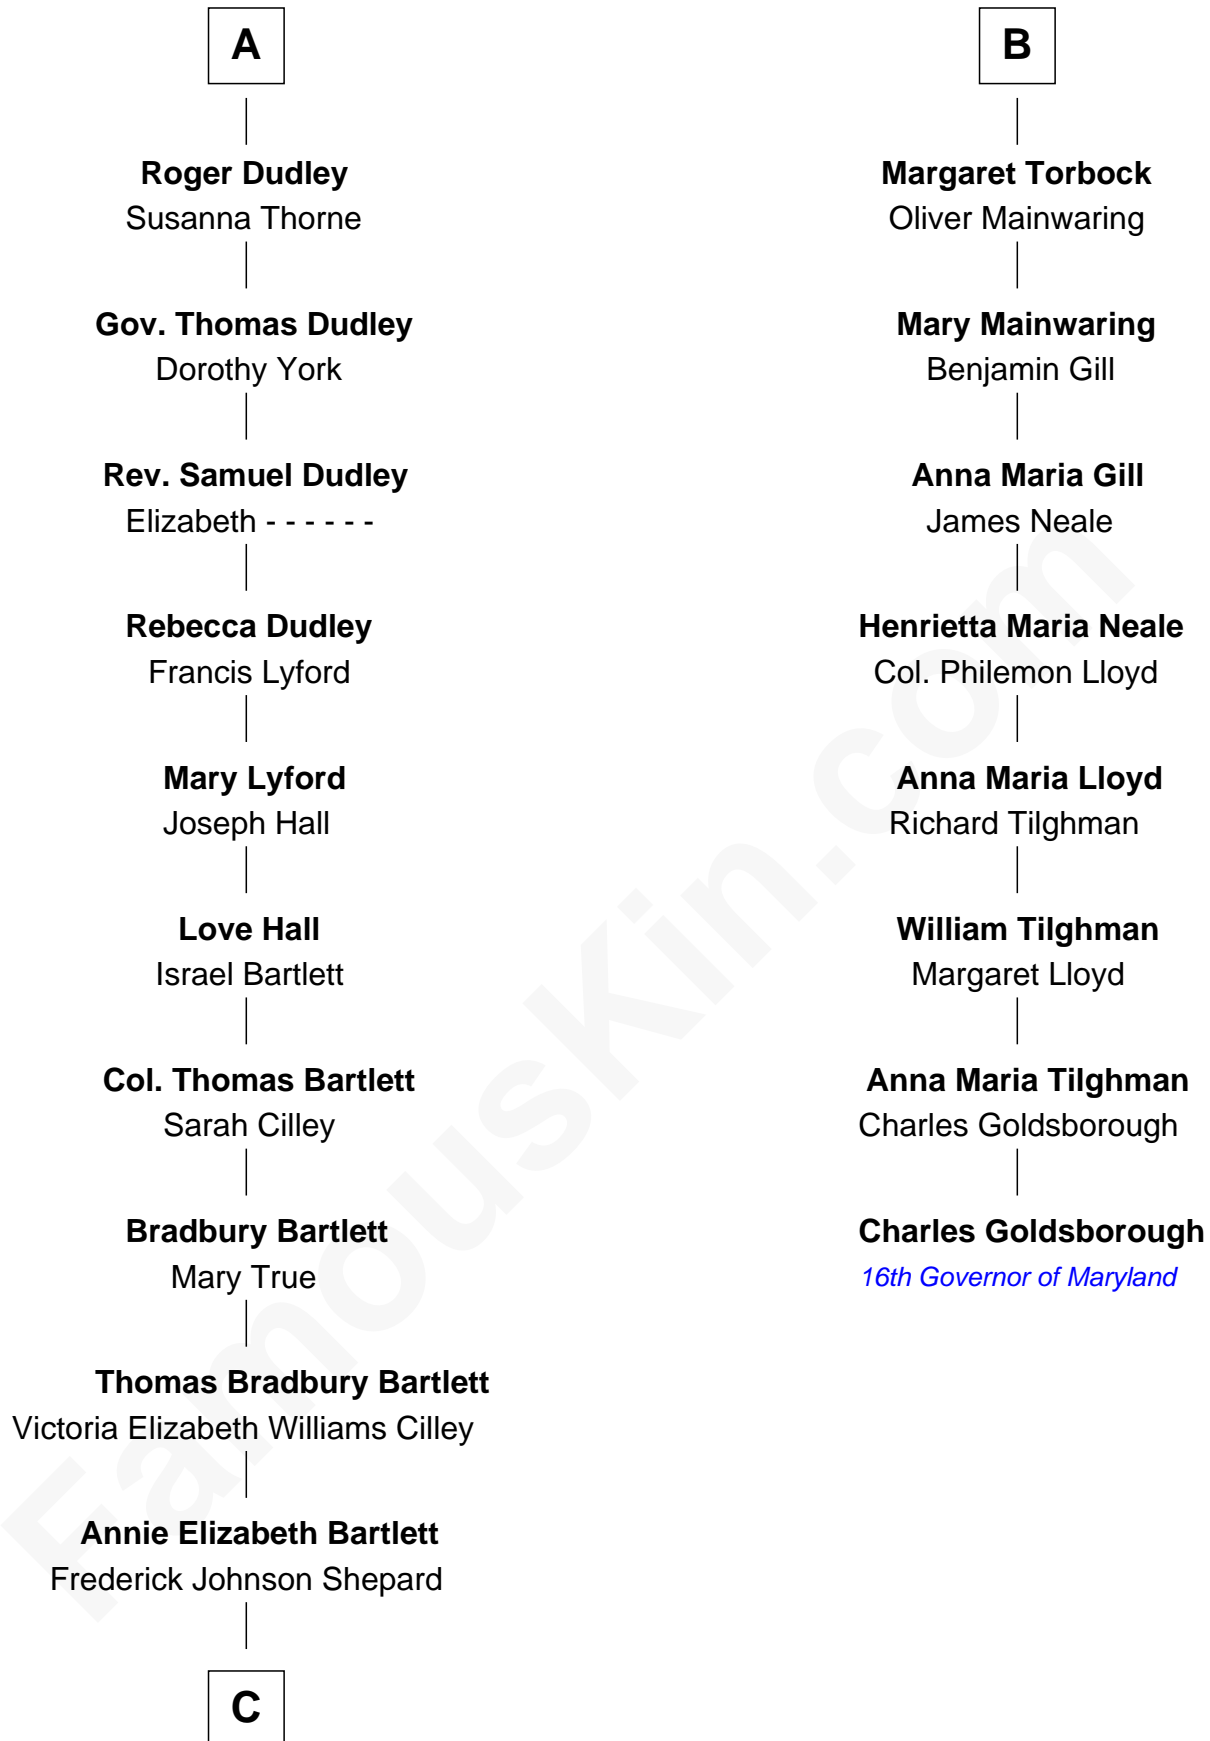 A
Roger Dudley
Susanna Thorne
Gov. Thomas Dudley
Dorothy York
Rev. Samuel Dudley
Elizabeth - - - - - -
Rebecca Dudley
Francis Lyford
Mary Lyford
Joseph Hall
Love Hall
Israel Bartlett
Col. Thomas Bartlett
Sarah Cilley
Bradbury Bartlett
Mary True
Thomas Bradbury Bartlett
Victoria Elizabeth Williams Cilley
Annie Elizabeth Bartlett
Frederick Johnson Shepard
C
B
Margaret Torbock
Oliver Mainwaring
Mary Mainwaring
Benjamin Gill
Anna Maria Gill
James Neale
Henrietta Maria Neale
Col. Philemon Lloyd
Anna Maria Lloyd
Richard Tilghman
William Tilghman
Margaret Lloyd
Anna Maria Tilghman
Charles Goldsborough
Charles Goldsborough
16th Governor of Maryland
FamousKin.com